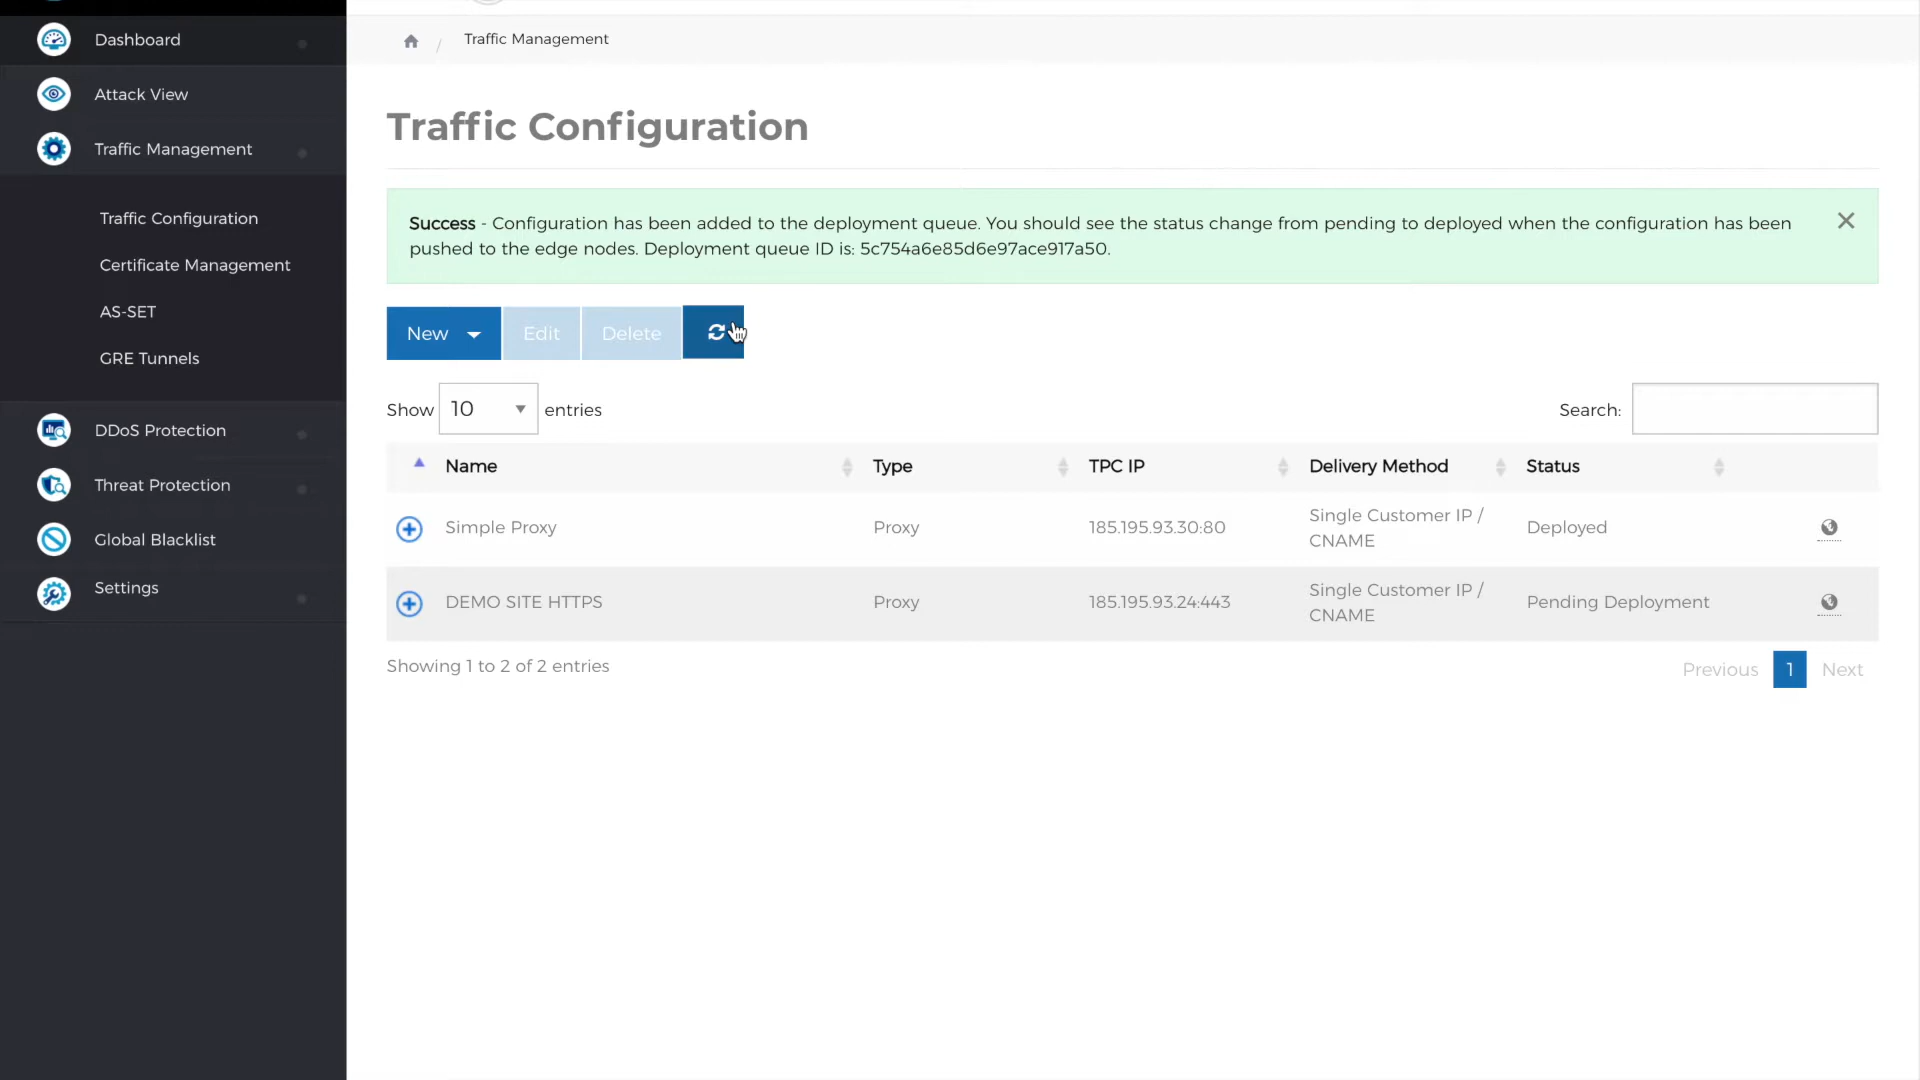 Dashboard
Traffic Management
Attack View
Traffic Configuration
Traffic Management
Success - Configuration has been added to the deployment queue. You should see the status change from pending to deployed when the configuration has been
pushed to the edge nodes. Deployment queue ID is: 5c754a6e85d6e97ace917a50.
Traffic Configuration
Certificate Management
AS-SET
GRE Tunnels
New Edit Delete
Show 10 entries Search:
DDoS Protection
Threat Protection
Global Blacklist
Settings
Name Type TPC IP Delivery Method Status
Simple Proxy Proxy 185.195.93.30:80 Single Customer IP / Deployed
CNAME
DEMO SITE HTTPS Proxy 185.195.93.24:443 Single Customer IP / Pending Deployment
CNAME
Showing 1 to 2 of 2 entries
Previous 1 Next